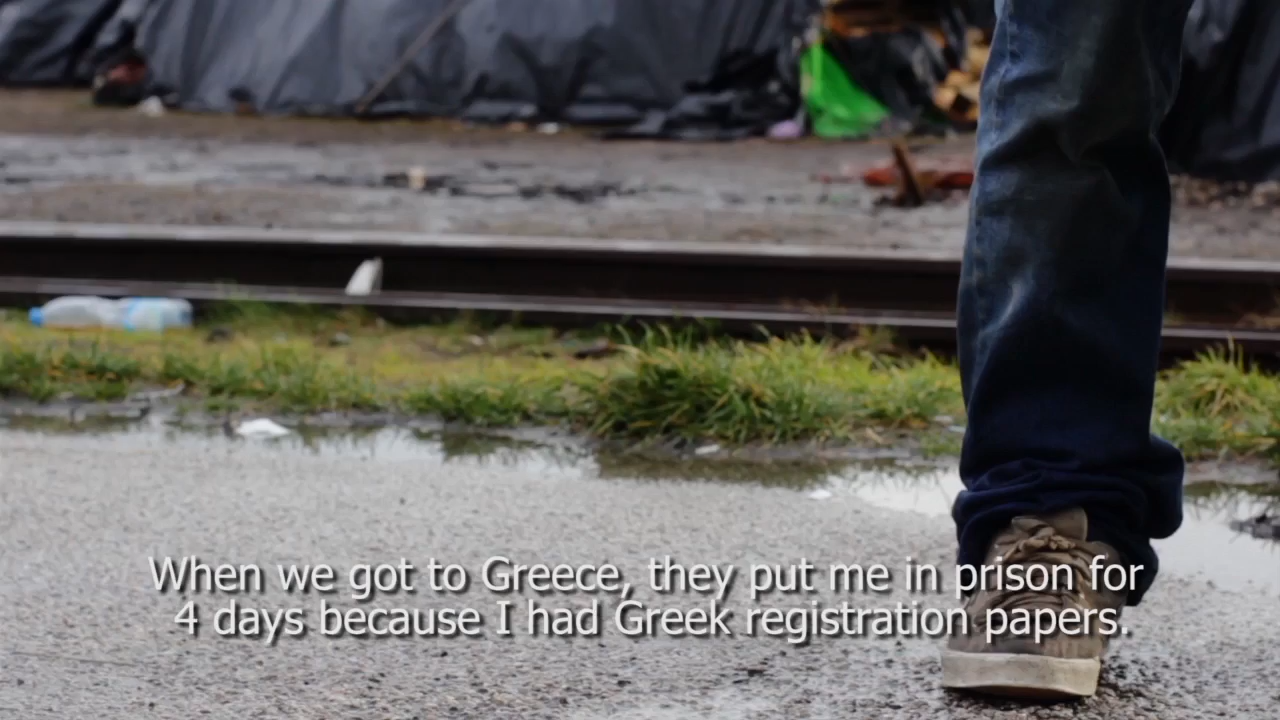 When we got to Greece, they put me in prison for
4 days because I had Greek registration papers.